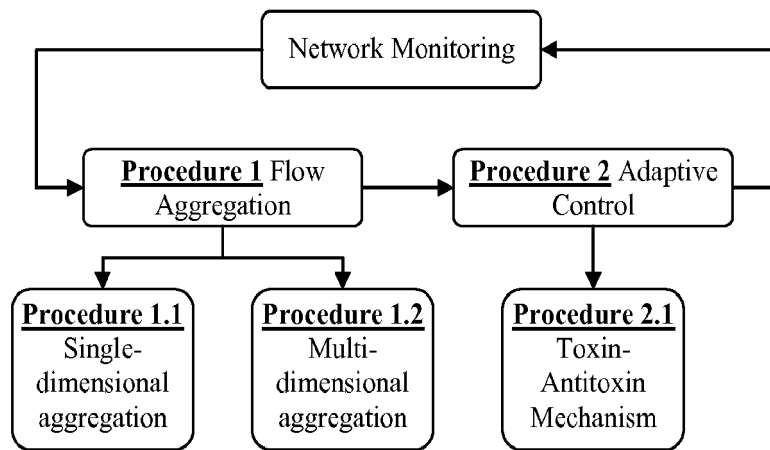 Network Monitoring
Procedure 1 Flow
Aggregation
Procedure 2 Adaptive
Control
Procedure 1.1
Single-
dimensional
aggregation
Procedure 1.2
Multi-
dimensional
aggregation
Procedure 2.1
Toxin-
Antitoxin
Mechanism